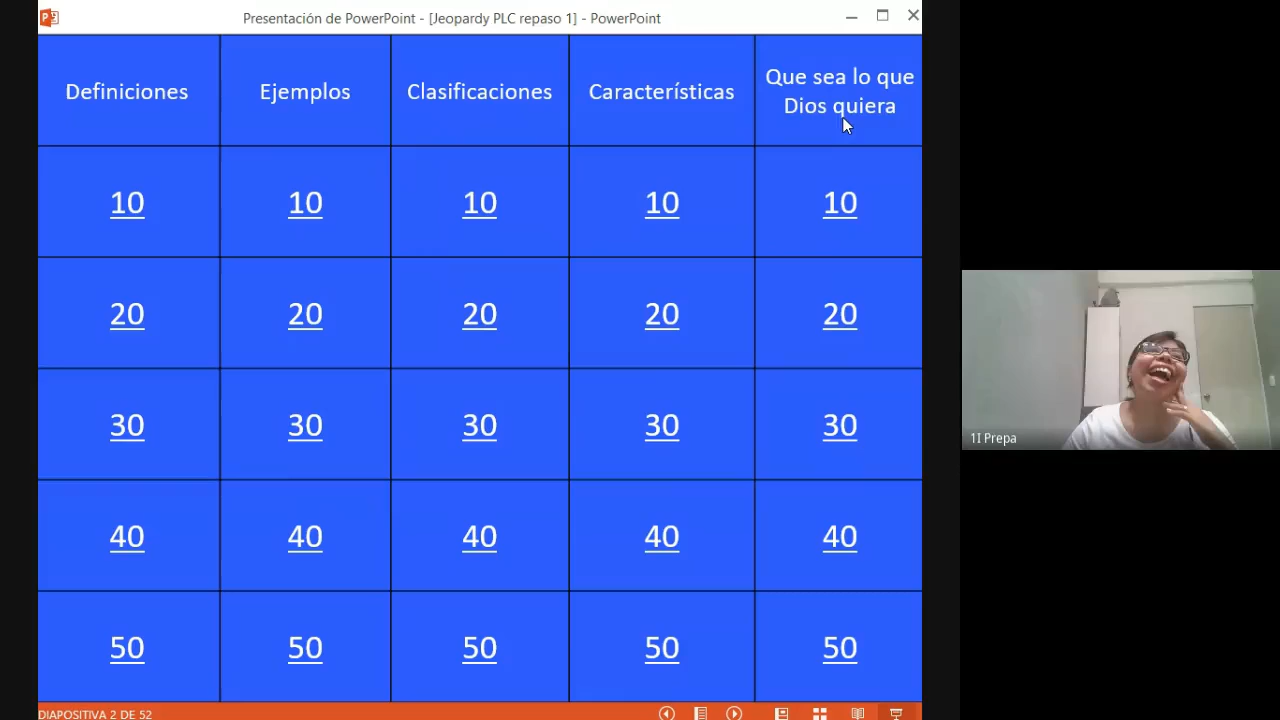 Presentación de PowerPoint - [Jeopardy PLC repaso 1] - PowerPoint
Definiciones
Ejemplos
Clasificaciones
Características
Que sea lo que
Dios quiera
10
10
10
10
10
20
20
20
20
20
30
30
30
30
30
40
40
40
40
40
50
50
50
50
50
DIAPOSITIVA 2 DE 52
1I Prepa